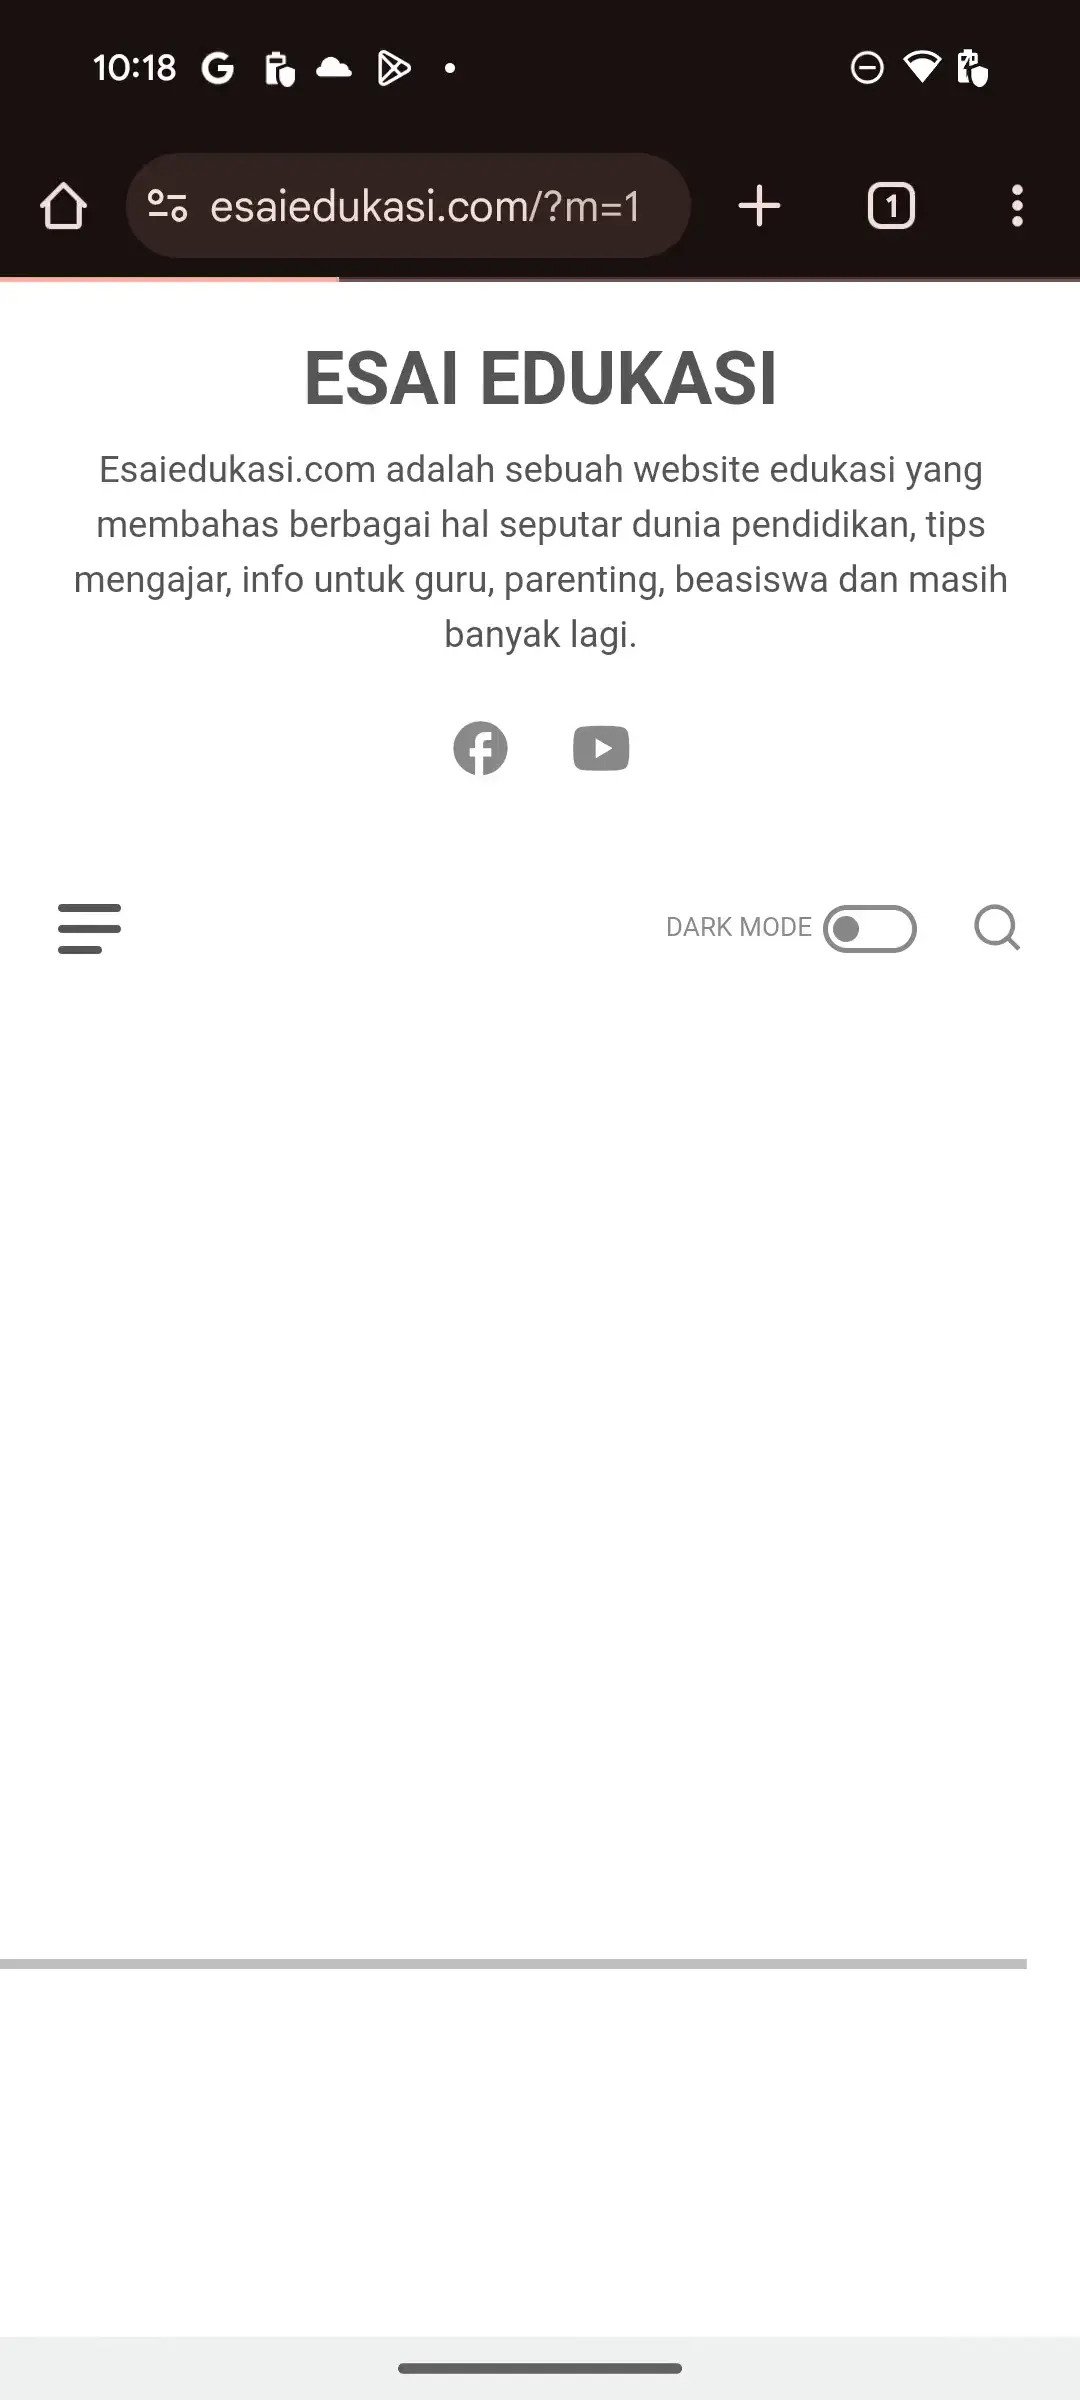 10:18
esaiedukasi.com/?m=1
1
ESAI EDUKASI
Esaiedukasi.com adalah sebuah website edukasi yang
membahas berbagai hal seputar dunia pendidikan, tips
mengajar, info untuk guru, parenting, beasiswa dan masih
banyak lagi.
DARK MODE